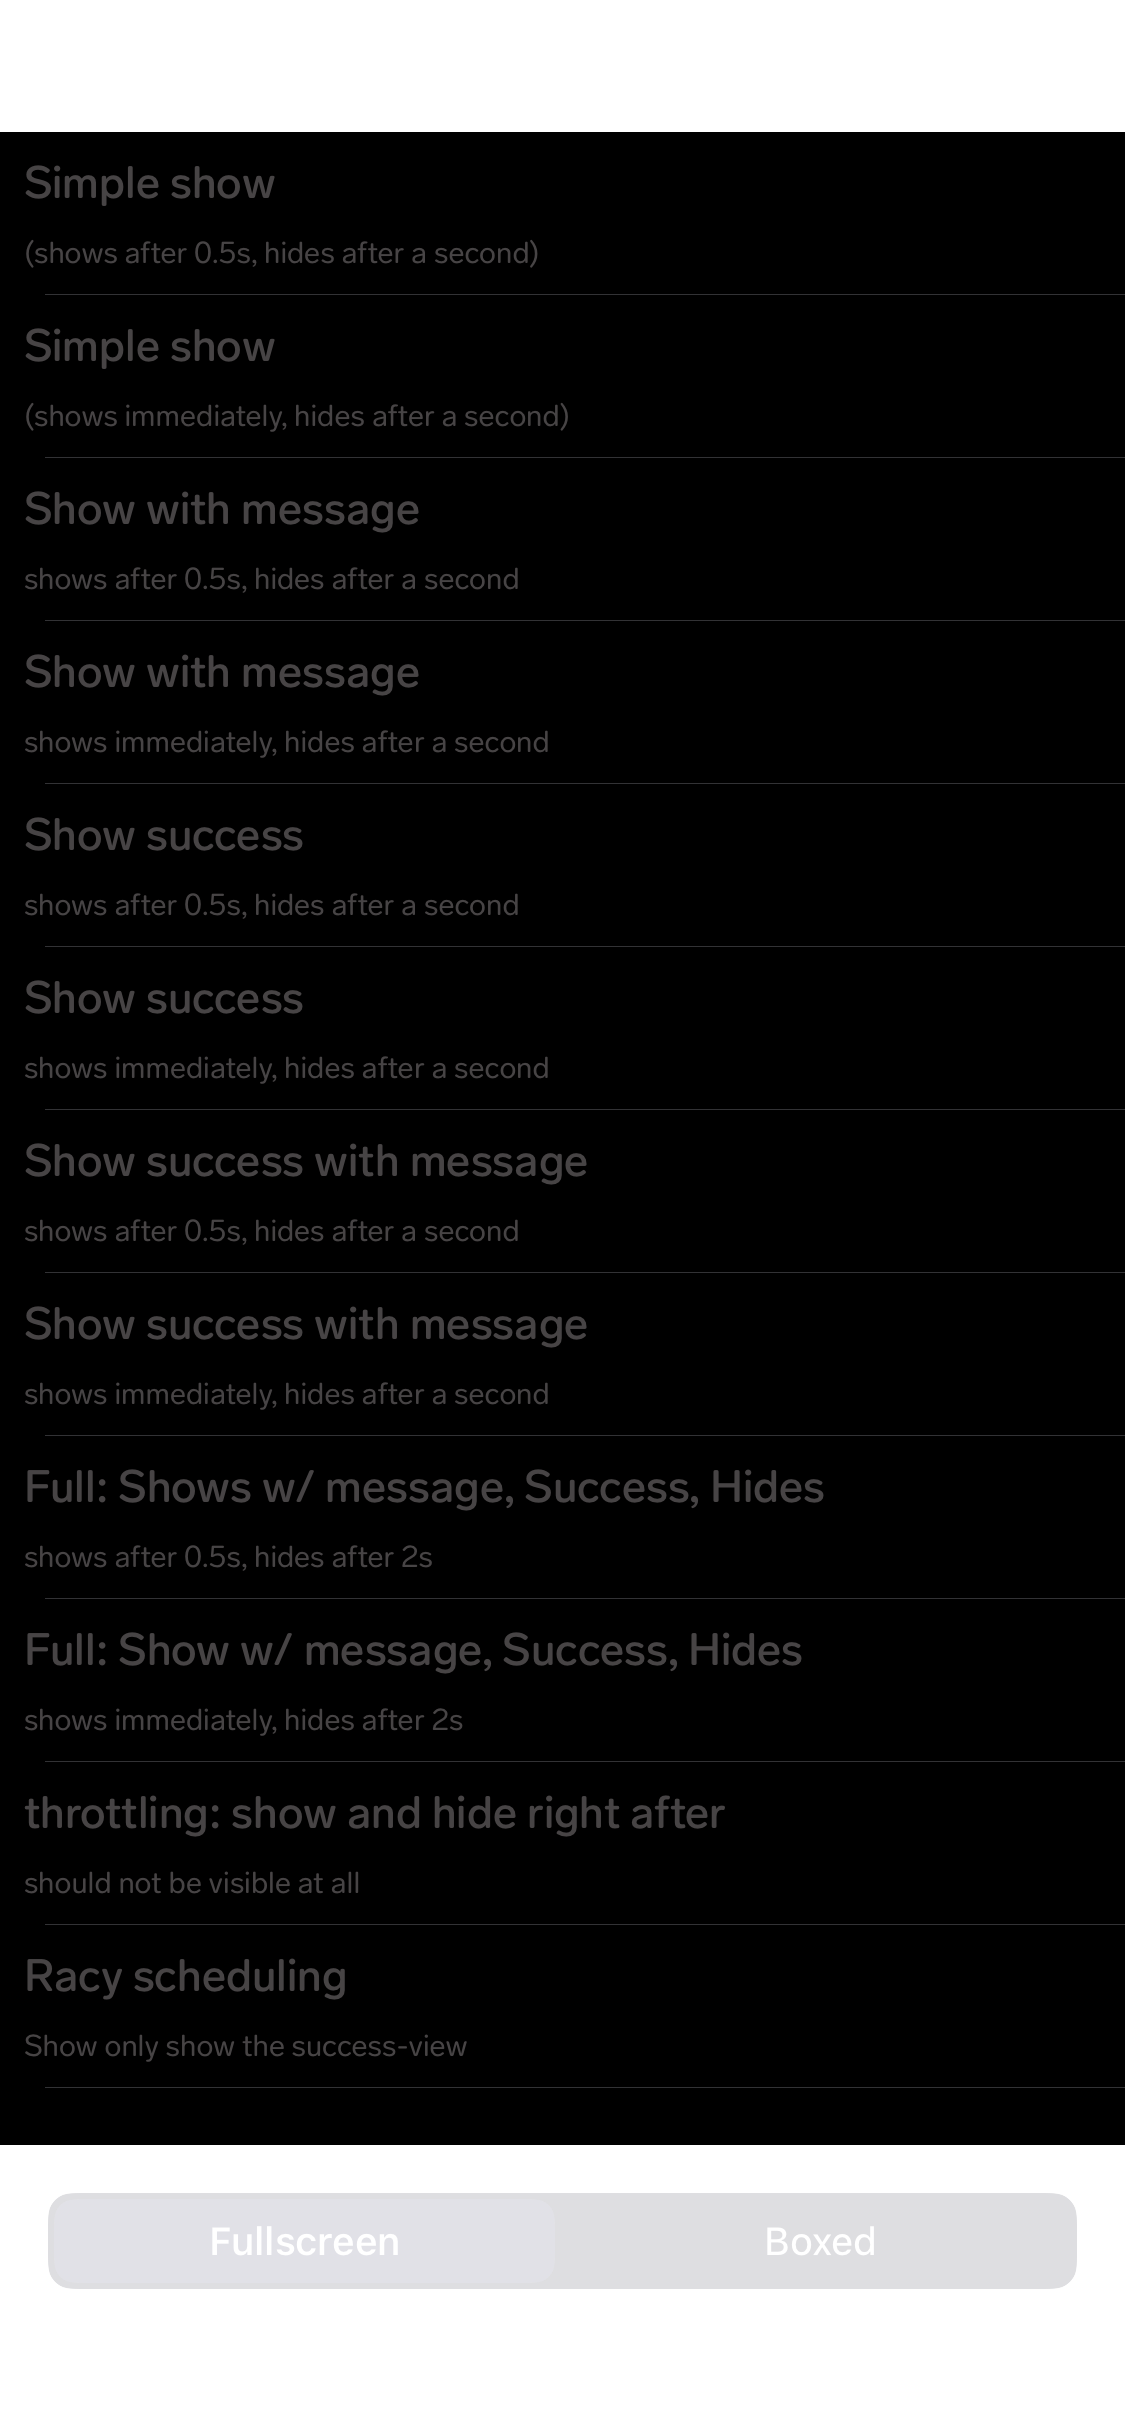 Simple show
(shows after 0.5s, hides after a second)
Simple show
(shows immediately, hides after a second)
Show with message
shows after 0.5s, hides after a second
Show with message
shows immediately, hides after a second
Show success
shows after 0.5s, hides after a second
Show success
shows immediately, hides after a second
Show success with message
shows after 0.5s, hides after a second
Show success with message
shows immediately, hides after a second
Full: Shows w/ message, Success, Hides
shows after 0.5s, hides after 2s
Full: Show w/ message, Success, Hides
shows immediately, hides after 2s
throttling: show and hide right after
should not be visible at all
Racy scheduling
Show only show the success-view
Fullscreen Boxed